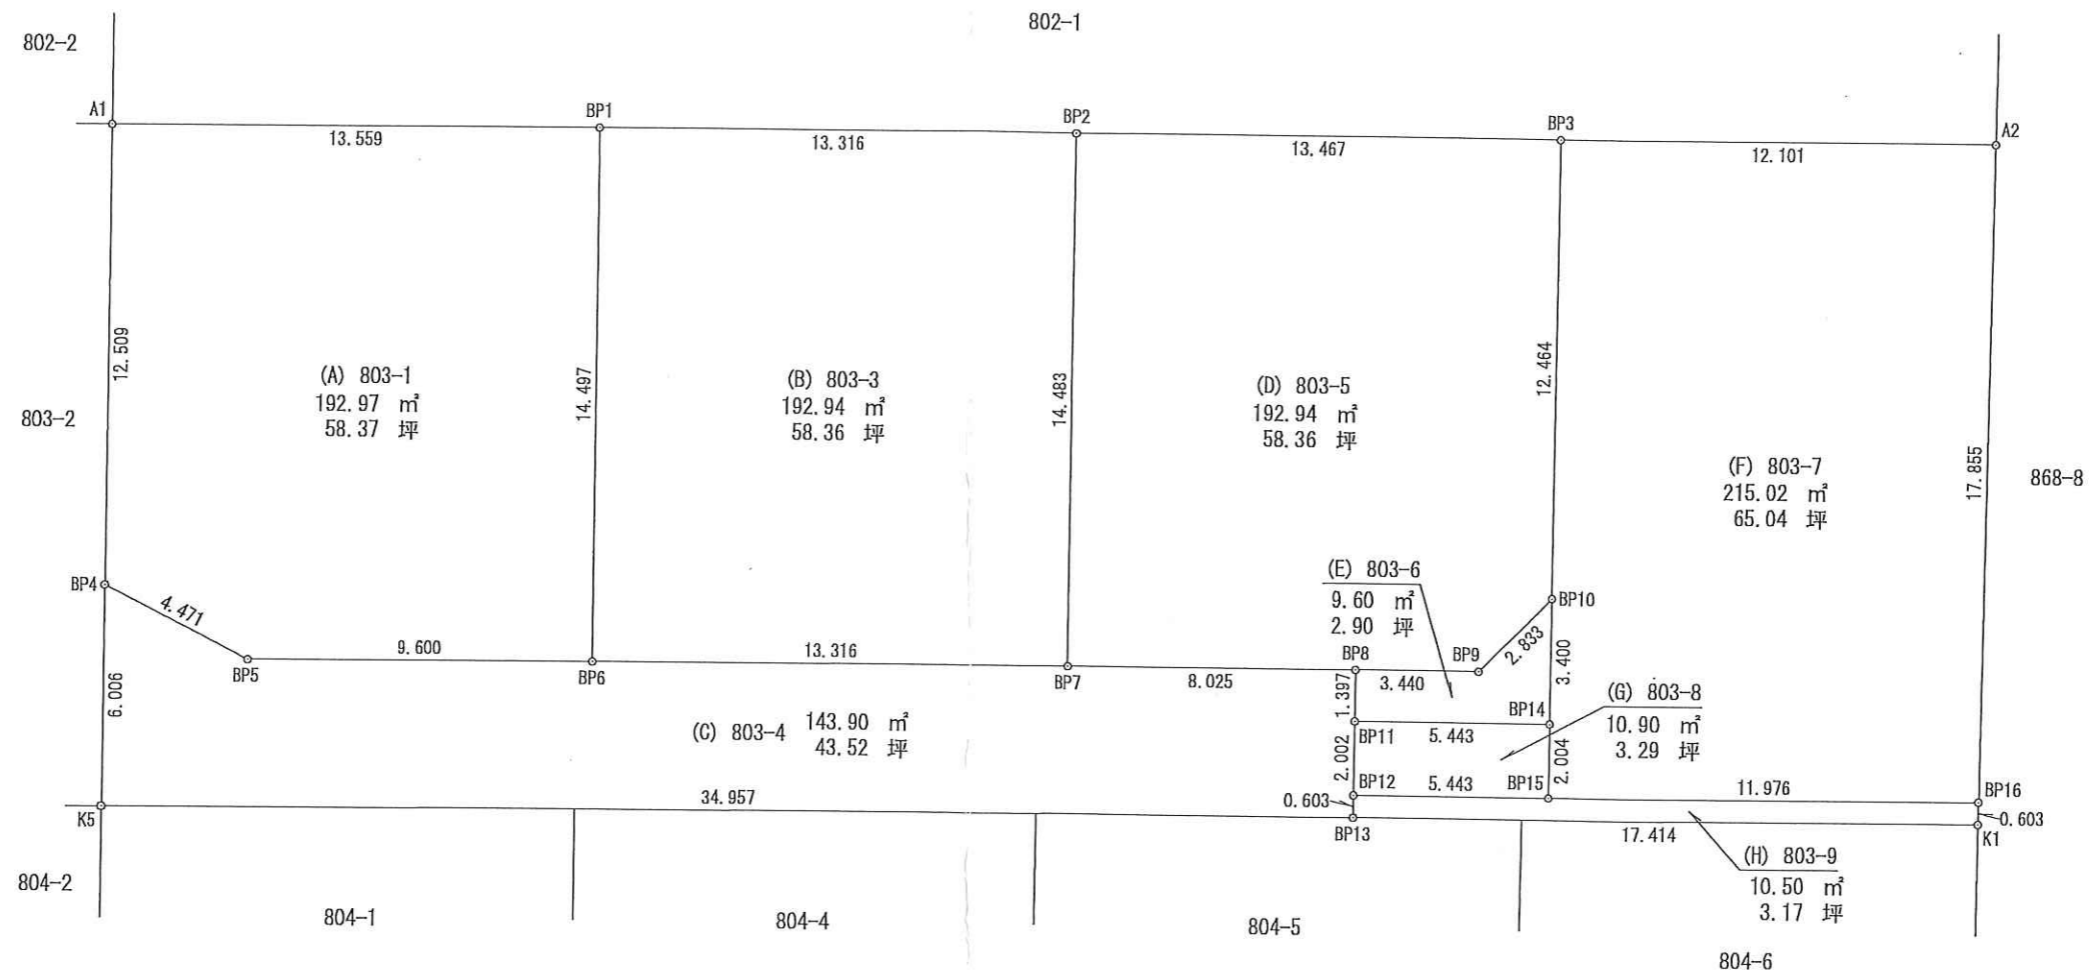 802-1
802-2
A1
BP1
BP2
BP3
A2
13.559
13.316
13.467
12.101
12.509
14.497
14.483
12.464
17.855
803-2
868-8
(A) 803-1
192.97 ㎡
58.37 坪
(B) 803-3
192.94 ㎡
58.36 坪
(D) 803-5
192.94 ㎡
58.36 坪
(F) 803-7
215.02 ㎡
65.04 坪
(E) 803-6
9.60 ㎡
2.90 坪
BP4
4.471
BP10
2.833
3.400
9.600
13.316
BP8
BP9
BP5
BP6
BP7
8.025
3.440
6.006
1.397
(G) 803-8
10.90 ㎡
3.29 坪
BP14
(C) 803-4
143.90 ㎡
43.52 坪
BP11
5.443
2.002
2.004
BP12
5.443
BP15
11.976
BP16
34.957
0.603
0.603
K5
BP13
17.414
K1
(H) 803-9
10.50 ㎡
3.17 坪
804-2
804-1
804-4
804-5
804-6